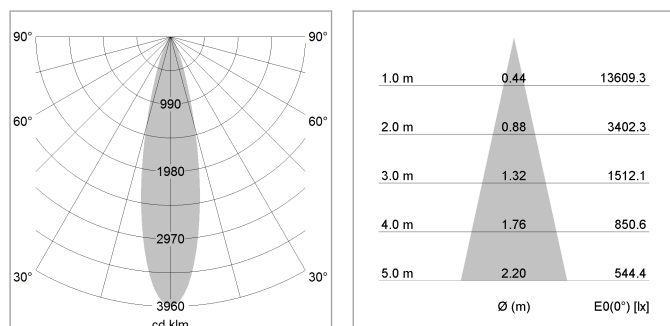 90° 90°
990
60° 60°
1980
2970
30° 30°
3960
cd klm
1.0 m 0.44 13609.3
2.0 m 0.88 3402.3
3.0 m 1.32 1512.1
4.0 m 1.76 850.6
5.0 m 2.20 544.4
Ø (m) E0(0°) [lx]